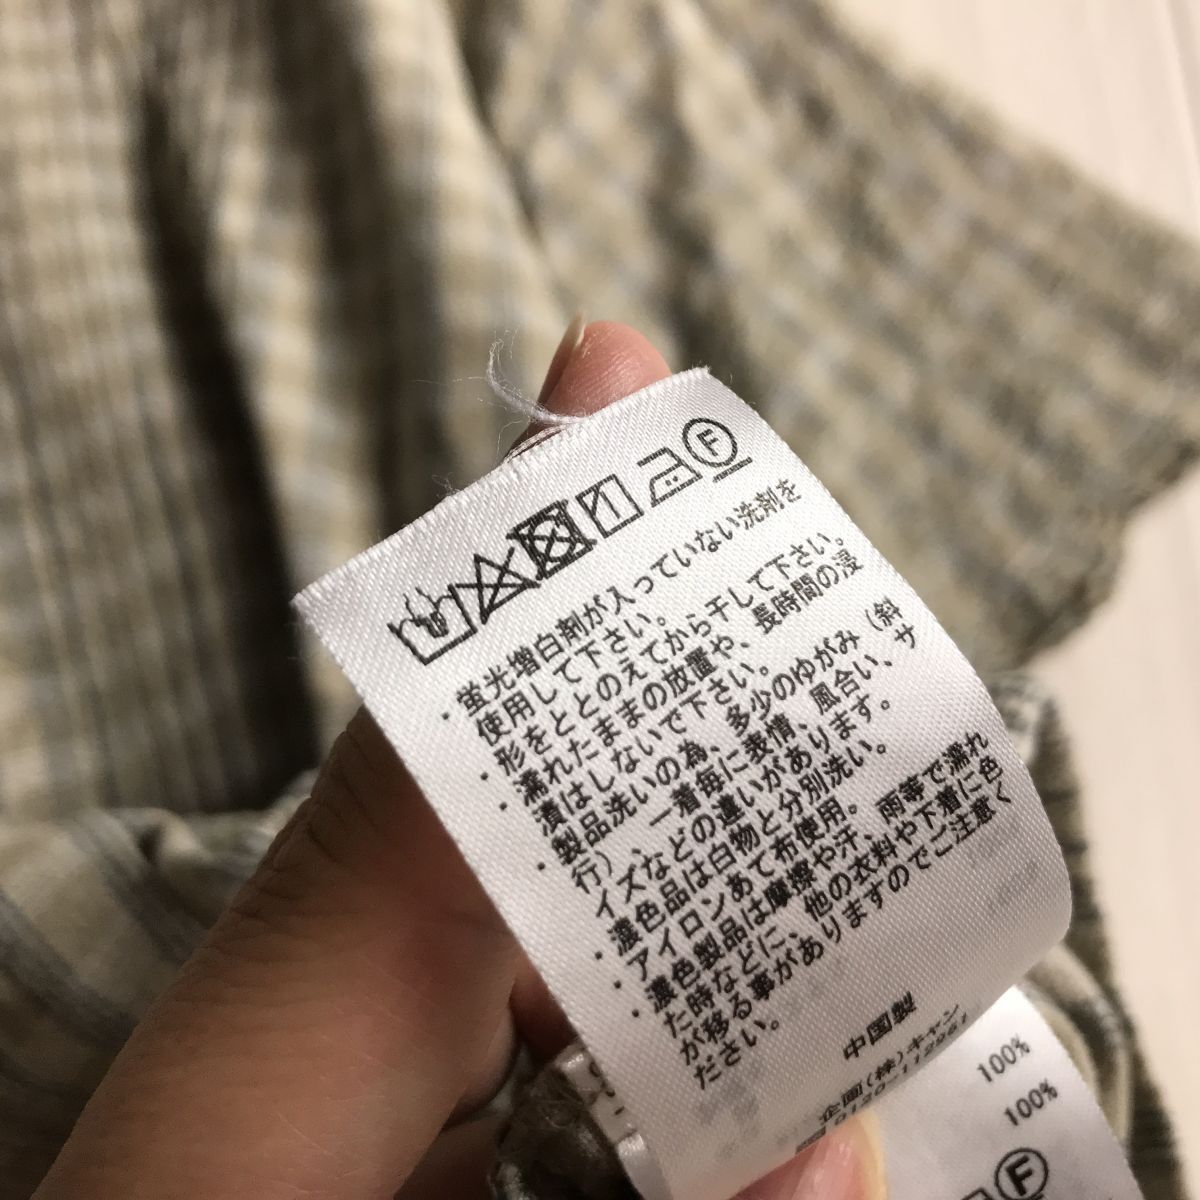 F
・蛍光増白剤が入っていない洗剤を
使用して下さい。
・形をととのえてから干して下さい。
・濡れたままの放置や、長時間の浸
漬はしないで下さい。
・製品洗いの為、多少のゆがみ（斜
行）、一着毎に表情、風合い、サ
イズなどの違いがあります。
・濃色品は白物と分別洗い。
・アイロンあて布使用。
・濃色製品は摩擦や汗、雨等で濡れ
た時などに、他の衣料や下着に色
が移る事がありますのでご注意く
ださい。
中国製
企画(株)キャン
0120-112961
100%
100%
F